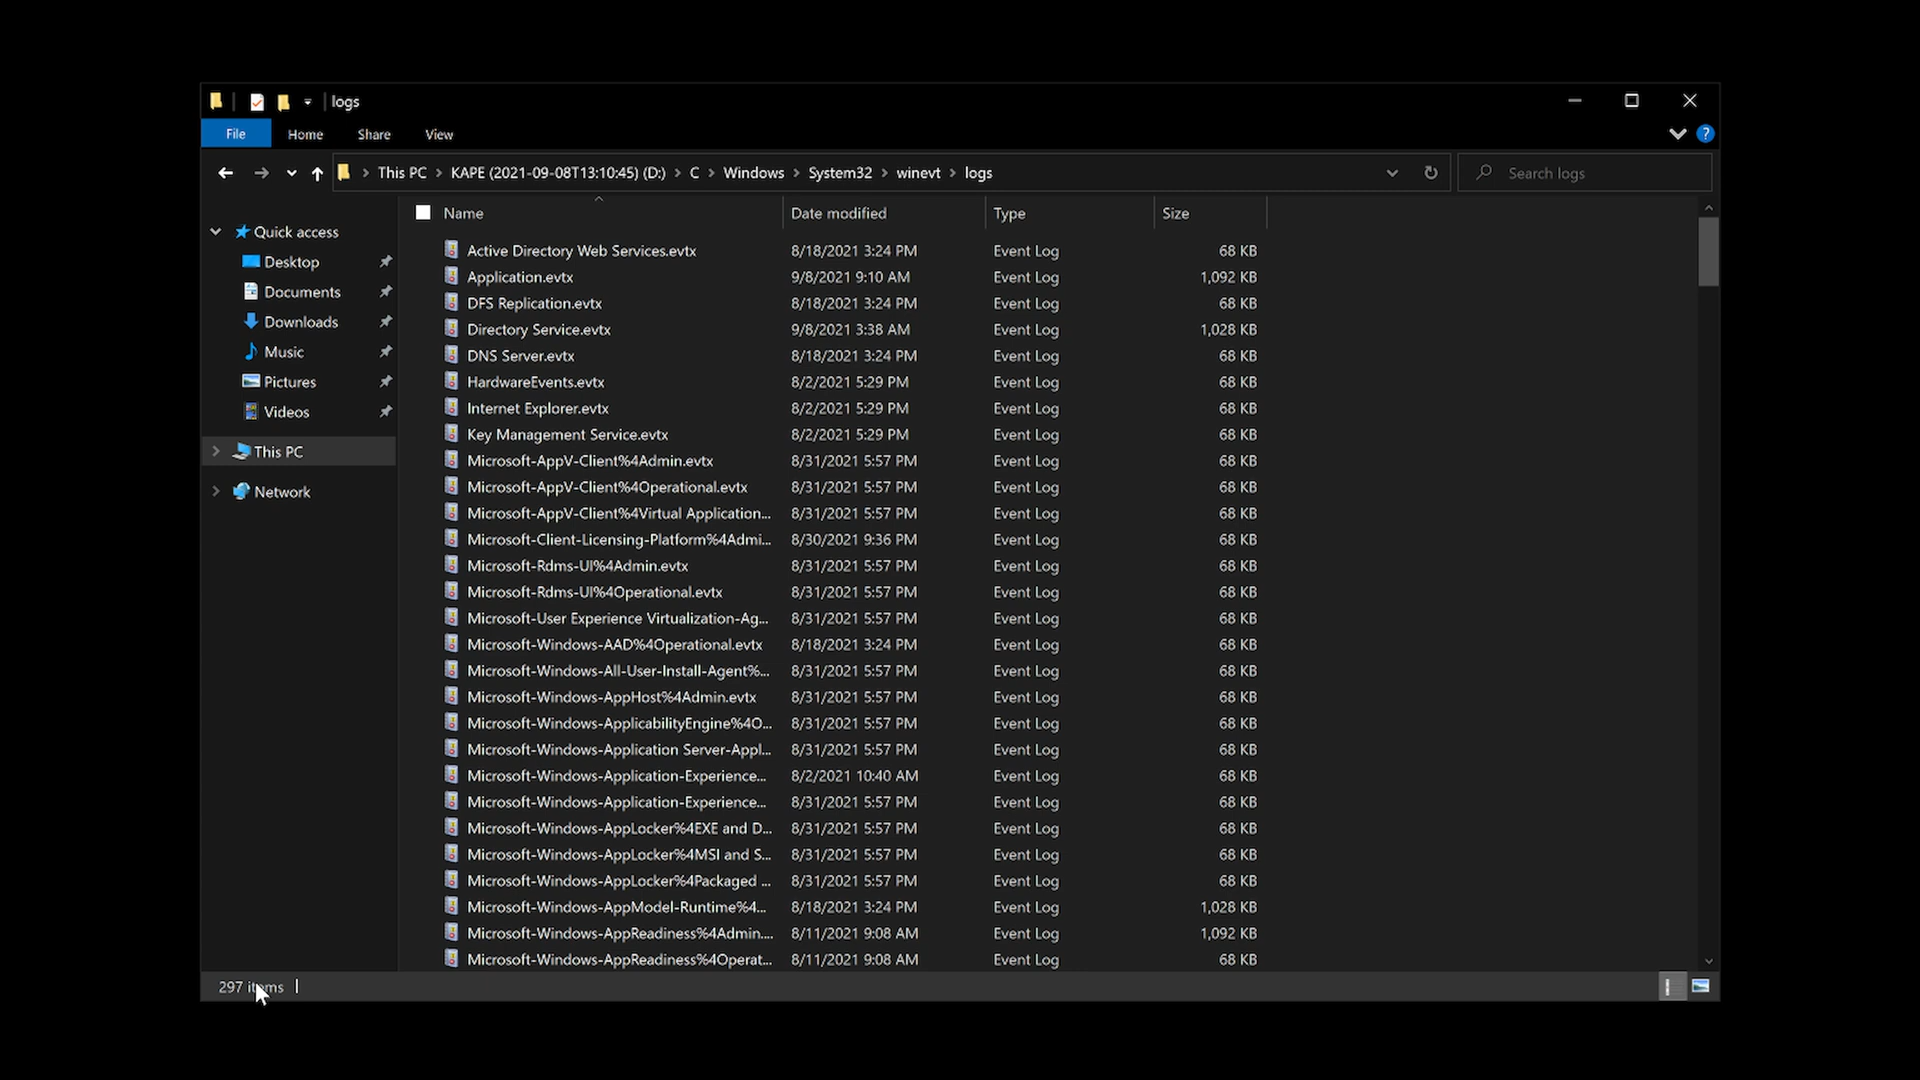 logs
File Home Share View
This PC > KAPE (2021-09-08T13:10:45) (D:) > C > Windows > System32 > winevt > logs
Search logs
Quick access
Desktop
Documents
Downloads
Music
Pictures
Videos
This PC
Network
Name Date modified Type Size
Active Directory Web Services.evtx 8/18/2021 3:24 PM Event Log 68 KB
Application.evtx 9/8/2021 9:10 AM Event Log 1,092 KB
DFS Replication.evtx 8/18/2021 3:24 PM Event Log 68 KB
Directory Service.evtx 9/8/2021 3:38 AM Event Log 1,028 KB
DNS Server.evtx 8/18/2021 3:24 PM Event Log 68 KB
HardwareEvents.evtx 8/2/2021 5:29 PM Event Log 68 KB
Internet Explorer.evtx 8/2/2021 5:29 PM Event Log 68 KB
Key Management Service.evtx 8/2/2021 5:29 PM Event Log 68 KB
Microsoft-AppV-Client%4Admin.evtx 8/31/2021 5:57 PM Event Log 68 KB
Microsoft-AppV-Client%4Operational.evtx 8/31/2021 5:57 PM Event Log 68 KB
Microsoft-AppV-Client%4Virtual Application... 8/31/2021 5:57 PM Event Log 68 KB
Microsoft-Client-Licensing-Platform%4Admi... 8/30/2021 9:36 PM Event Log 68 KB
Microsoft-Rdms-UI%4Admin.evtx 8/31/2021 5:57 PM Event Log 68 KB
Microsoft-Rdms-UI%4Operational.evtx 8/31/2021 5:57 PM Event Log 68 KB
Microsoft-User Experience Virtualization-Ag... 8/31/2021 5:57 PM Event Log 68 KB
Microsoft-Windows-AAD%4Operational.evtx 8/18/2021 3:24 PM Event Log 68 KB
Microsoft-Windows-All-User-Install-Agent%... 8/31/2021 5:57 PM Event Log 68 KB
Microsoft-Windows-AppHost%4Admin.evtx 8/31/2021 5:57 PM Event Log 68 KB
Microsoft-Windows-ApplicabilityEngine%4O... 8/31/2021 5:57 PM Event Log 68 KB
Microsoft-Windows-Application Server-Appl... 8/31/2021 5:57 PM Event Log 68 KB
Microsoft-Windows-Application-Experience... 8/2/2021 10:40 AM Event Log 68 KB
Microsoft-Windows-Application-Experience... 8/31/2021 5:57 PM Event Log 68 KB
Microsoft-Windows-AppLocker%4EXE and D... 8/31/2021 5:57 PM Event Log 68 KB
Microsoft-Windows-AppLocker%4MSI and S... 8/31/2021 5:57 PM Event Log 68 KB
Microsoft-Windows-AppLocker%4Packaged ... 8/31/2021 5:57 PM Event Log 68 KB
Microsoft-Windows-AppModel-Runtime%4... 8/18/2021 3:24 PM Event Log 1,028 KB
Microsoft-Windows-AppReadiness%4Admin.... 8/11/2021 9:08 AM Event Log 1,092 KB
Microsoft-Windows-AppReadiness%4Operat... 8/11/2021 9:08 AM Event Log 68 KB
297 items